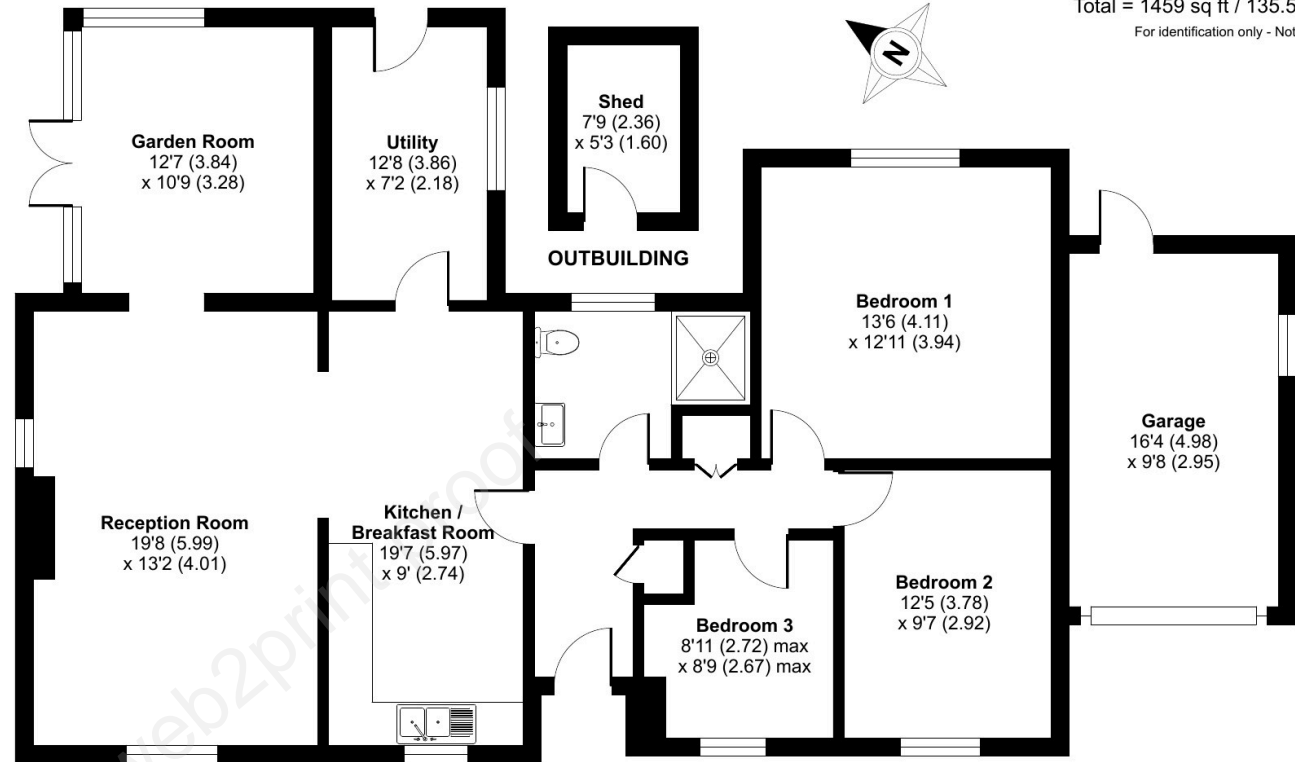 Total = 1459 sq ft / 135.5
For identification only - Not
N
Garden Room
12'7 (3.84)
x 10'9 (3.28)
Utility
12'8 (3.86)
x 7'2 (2.18)
Shed
7'9 (2.36)
x 5'3 (1.60)
OUTBUILDING
Bedroom 1
13'6 (4.11)
x 12'11 (3.94)
Garage
16'4 (4.98)
x 9'8 (2.95)
Reception Room
19'8 (5.99)
x 13'2 (4.01)
Kitchen /
Breakfast Room
19'7 (5.97)
x 9' (2.74)
Bedroom 2
12'5 (3.78)
x 9'7 (2.92)
Bedroom 3
8'11 (2.72) max
x 8'9 (2.67) max
web2print proof